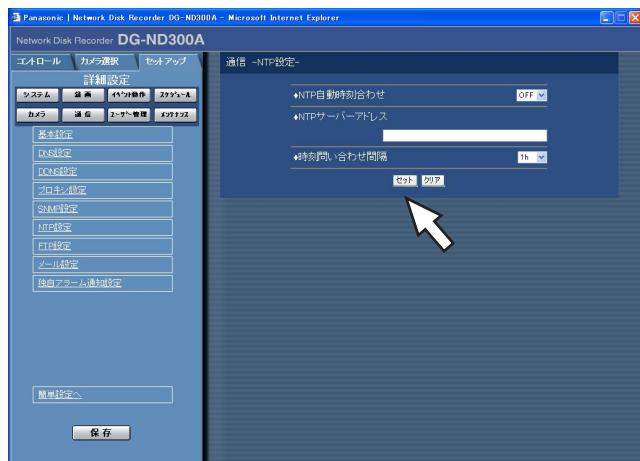 Panasonic | Network Disk Recorder DG-ND300A - Microsoft Internet Explorer
Network Disk Recorder DG-ND300A
コントロール カメラ選択 セットアップ
詳細設定
システム 録画 イベント動作 スケジュール
カメラ 通信 ユーザー管理 メンテナンス
基本設定
DNS設定
DDNS設定
プロキシ設定
SNMP設定
NTP設定
FTP設定
メール設定
独自アラーム通知設定
簡単設定へ
保存
通信 -NTP設定-
♦NTP自動時刻合わせ OFF
♦NTPサーバーアドレス
♦時刻問い合わせ間隔 1h
セット クリア